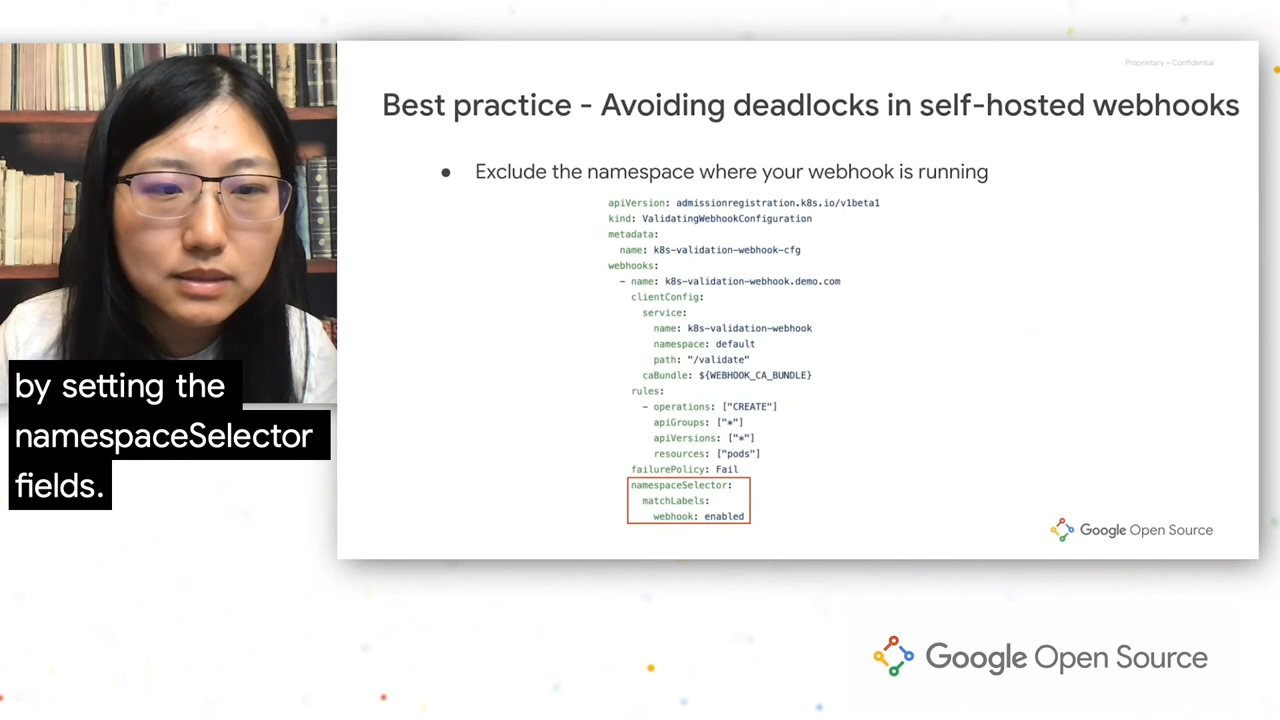 Proprietary + Confidential
Best practice - Avoiding deadlocks in self-hosted webhooks
● Exclude the namespace where your webhook is running
apiVersion: admissionregistration.k8s.io/v1beta1
kind: ValidatingWebhookConfiguration
metadata:
  name: k8s-validation-webhook-cfg
webhooks:
  - name: k8s-validation-webhook.demo.com
    clientConfig:
      service:
        name: k8s-validation-webhook
        namespace: default
        path: "/validate"
      caBundle: ${WEBHOOK_CA_BUNDLE}
    rules:
      - operations: ["CREATE"]
        apiGroups: ["*"]
        apiVersions: ["*"]
        resources: ["pods"]
    failurePolicy: Fail
    namespaceSelector:
      matchLabels:
        webhook: enabled
Google Open Source
by setting the
namespaceSelector
fields.
Google Open Source